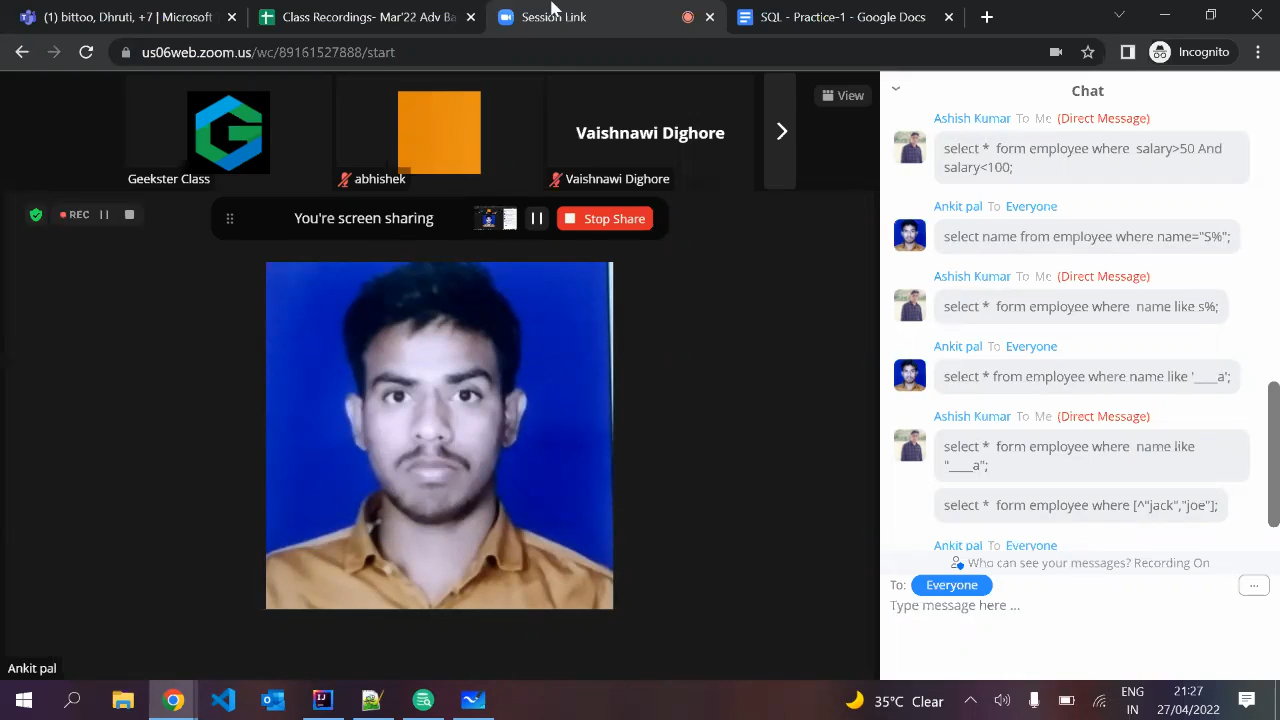 (!) bittoo, Dhruti, +7 | Microsoft
Class Recordings- Mar'22 Adv Ba
Session Link
SQL - Practice-1 - Google Docs
us06web.zoom.us/wc/89161527888/start
Incognito
Vaishnawi Dighore
View
Geekster Class
abhishek
Vaishnawi Dighore
REC
You're screen sharing
Stop Share
Ankit pal
Chat
Ashish Kumar To Me (Direct Message)
select * form employee where salary>50 And
salary<100;
Ankit pal To Everyone
select name from employee where name="S%";
Ashish Kumar To Me (Direct Message)
select * form employee where name like s%;
Ankit pal To Everyone
select * from employee where name like '____a';
Ashish Kumar To Me (Direct Message)
select * form employee where name like
"____a";
select * form employee where [^"jack","joe"];
Ankit pal To Everyone
Who can see your messages? Recording On
To: Everyone
Type message here ...
35°C Clear
ENG
IN
21:27
27/04/2022